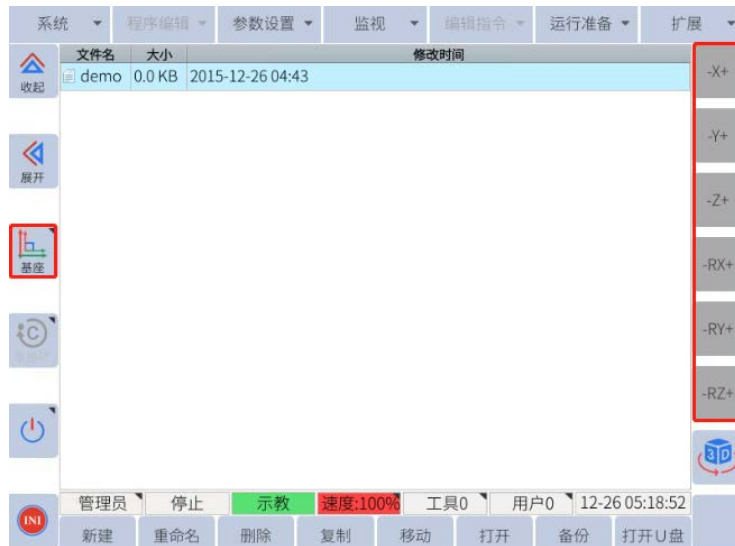 系统 程序编辑 参数设置 监视 编辑指令 运行准备 扩展
文件名 大小 修改时间
demo 0.0 KB 2015-12-26 04:43
收起
展开
基座
C
-X+
-Y+
-Z+
-RX+
-RY+
-RZ+
3D
INI
管理员 停止 示教 速度:100% 工具0 用户0 12-26 05:18:52
新建 重命名 删除 复制 移动 打开 备份 打开U盘